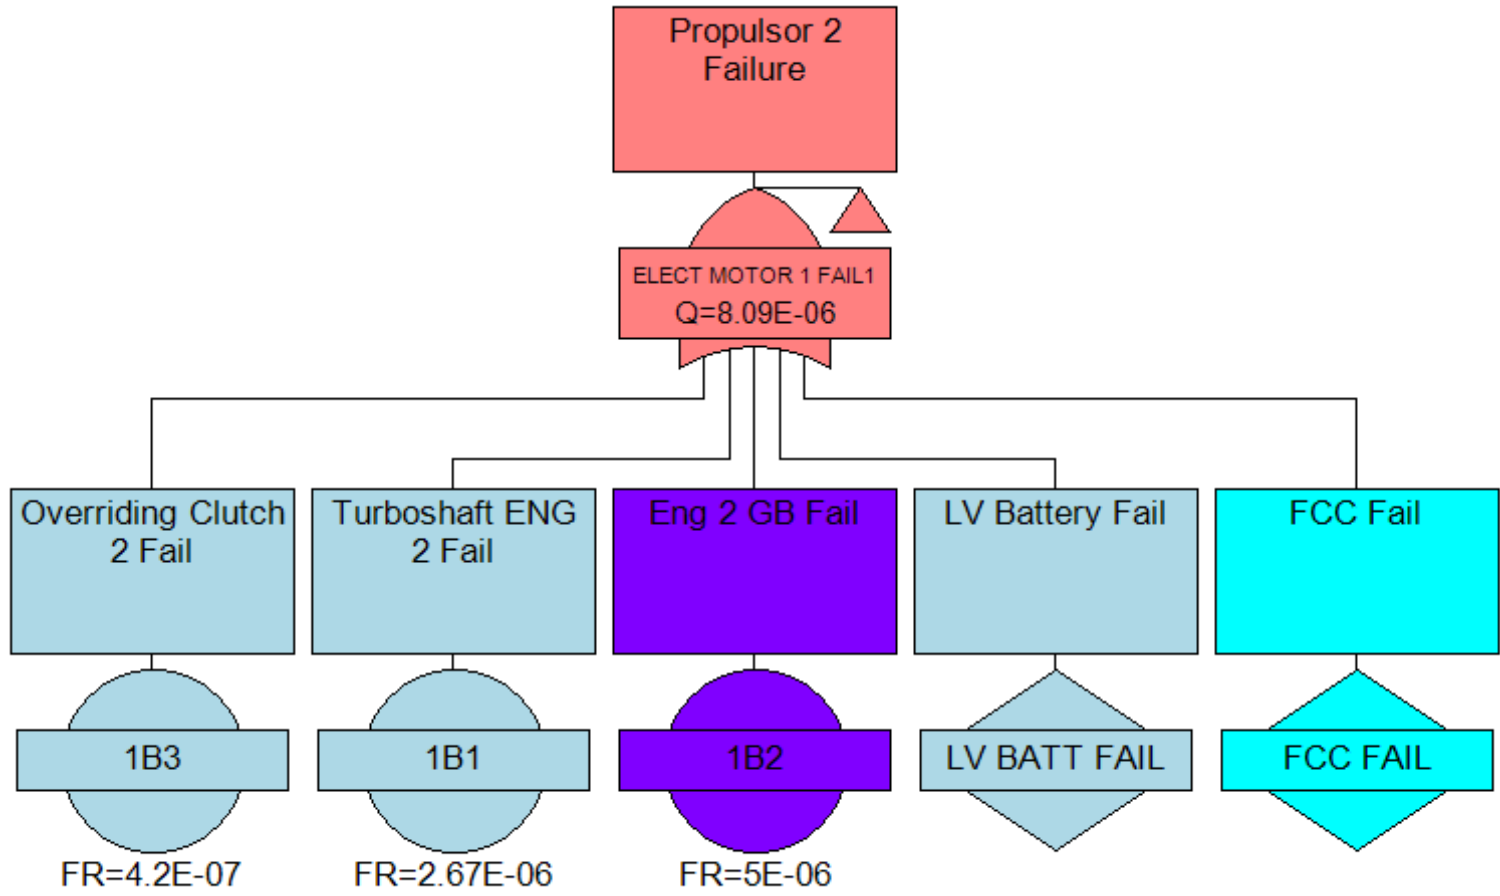 Propulsor 2
Failure
ELECT MOTOR 1 FAIL1
Q=8.09E-06
Overriding Clutch
2 Fail
Turboshaft ENG
2 Fail
Eng 2 GB Fail
LV Battery Fail
FCC Fail
1B3
1B1
1B2
LV BATT FAIL
FCC FAIL
FR=4.2E-07
FR=2.67E-06
FR=5E-06